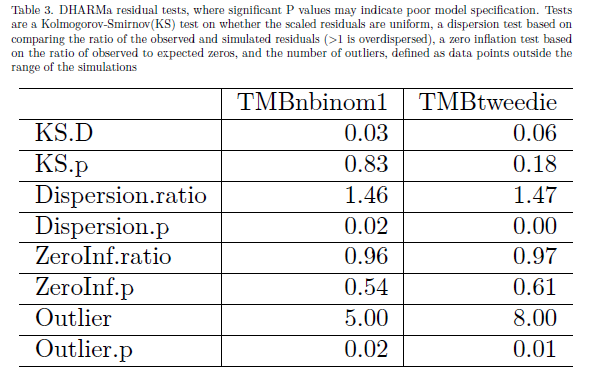 Table 3. DHARMa residual tests, where significant P values may indicate poor model specification. Tests
are a Kolmogorov-Smirnov(KS) test on whether the scaled residuals are uniform, a dispersion test based on
comparing the ratio of the observed and simulated residuals (>1 is overdispersed), a zero inflation test based
on the ratio of observed to expected zeros, and the number of outliers, defined as data points outside the
range of the simulations
TMBnbinom1 TMBtweedie
KS.D 0.03 0.06
KS.p 0.83 0.18
Dispersion.ratio 1.46 1.47
Dispersion.p 0.02 0.00
ZeroInf.ratio 0.96 0.97
ZeroInf.p 0.54 0.61
Outlier 5.00 8.00
Outlier.p 0.02 0.01